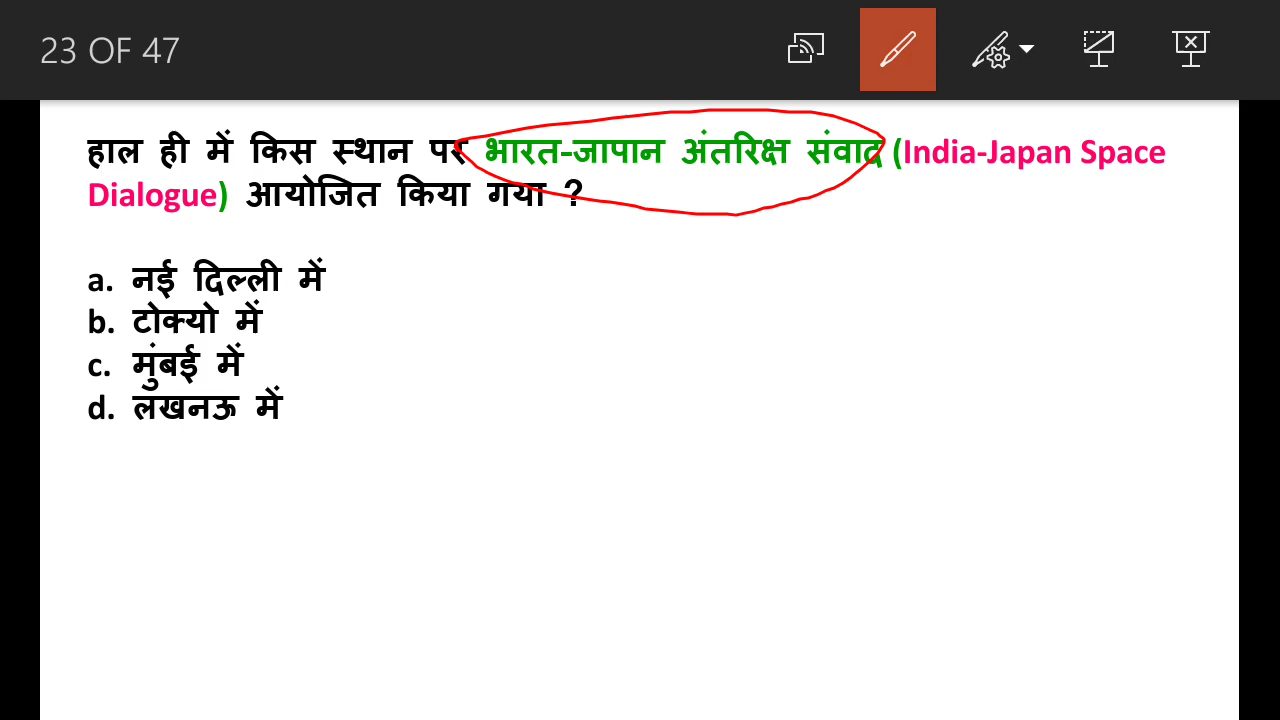 23 OF 47
हाल ही में किस स्थान पर भारत-जापान अंतरिक्ष संवाद (India-Japan Space
Dialogue) आयोजित किया गया ?
a. नई दिल्ली में
b. टोक्यो में
c. मुंबई में
d. लखनऊ में